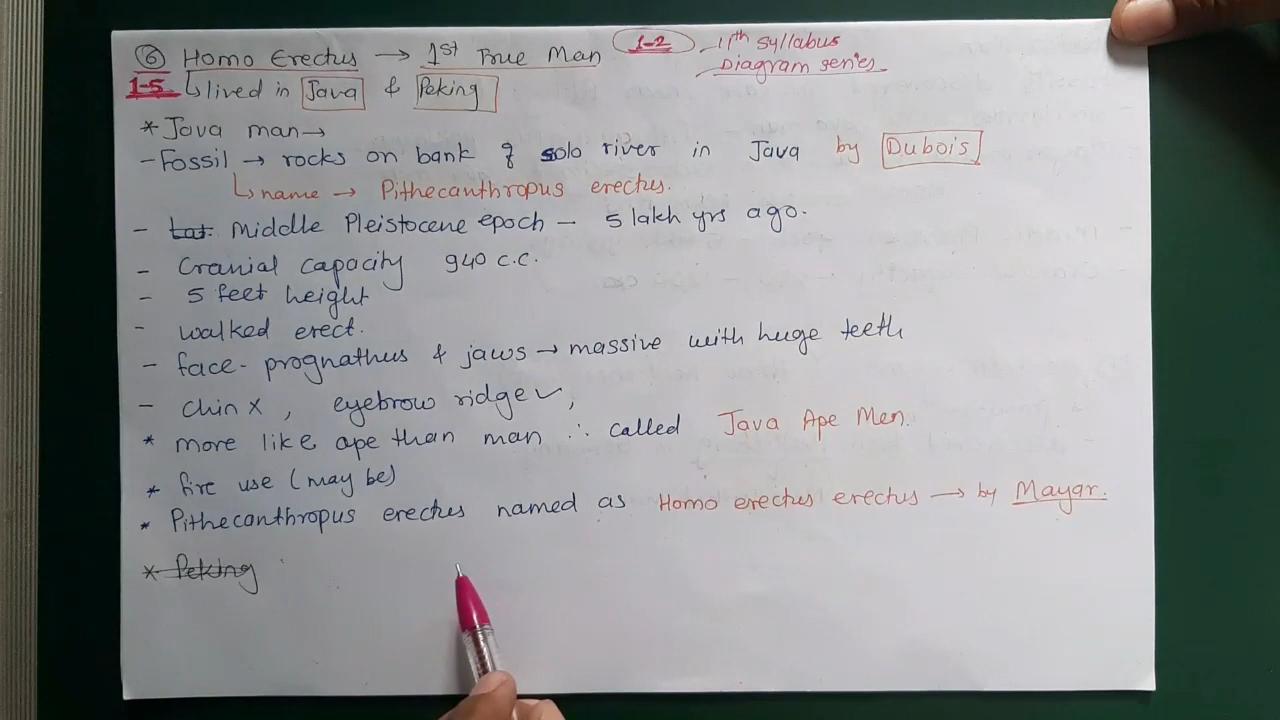 ⑥ Homo Erectus → 1st True Man
1-2
11th Syllabus
Diagram series
1-5 ↳ lived in Java & Peking
* Java man →
- Fossil → rocks on bank of solo river in Java by Dubois
↳ name → Pithecanthropus erectus.
- Lat. Middle Pleistocene epoch - 5 lakh yrs ago.
- Cranial capacity 940 c.c.
- 5 feet height
- walked erect.
- face - prognathus & jaws → massive with huge teeth
- chin x, eyebrow ridge ✓,
* more like ape than man ∴ called Java Ape Men.
* fire use (may be)
* Pithecanthropus erectus named as Homo erectus erectus → by Mayar.
* Peking